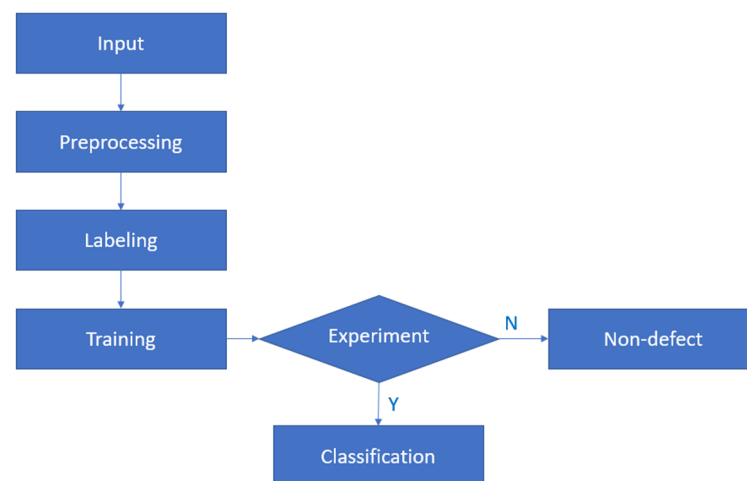 Input
Preprocessing
Labeling
Training
Experiment
N
Non-defect
Y
Classification